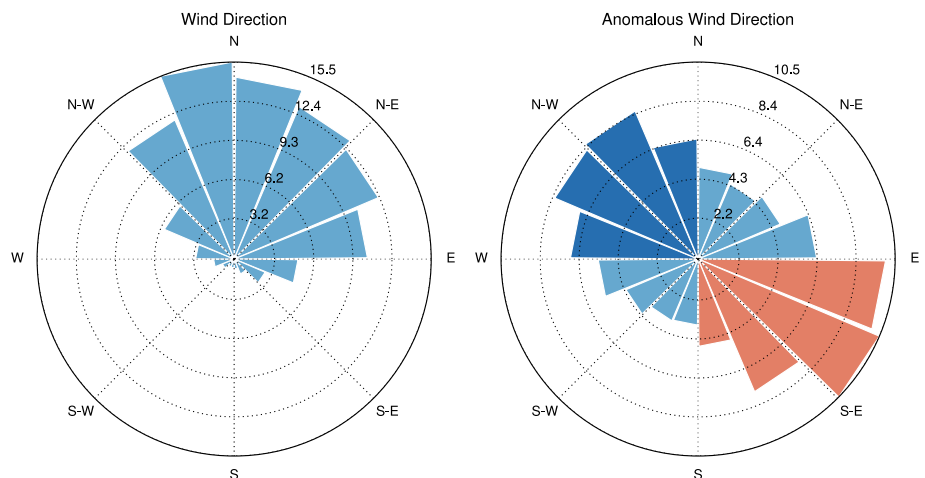 Wind Direction
N
15.5
N-W
12.4
N-E
9.3
6.2
3.2
W
E
S-W
S-E
S
Anomalous Wind Direction
N
10.5
N-W
8.4
N-E
6.4
4.3
2.2
W
E
S-W
S-E
S